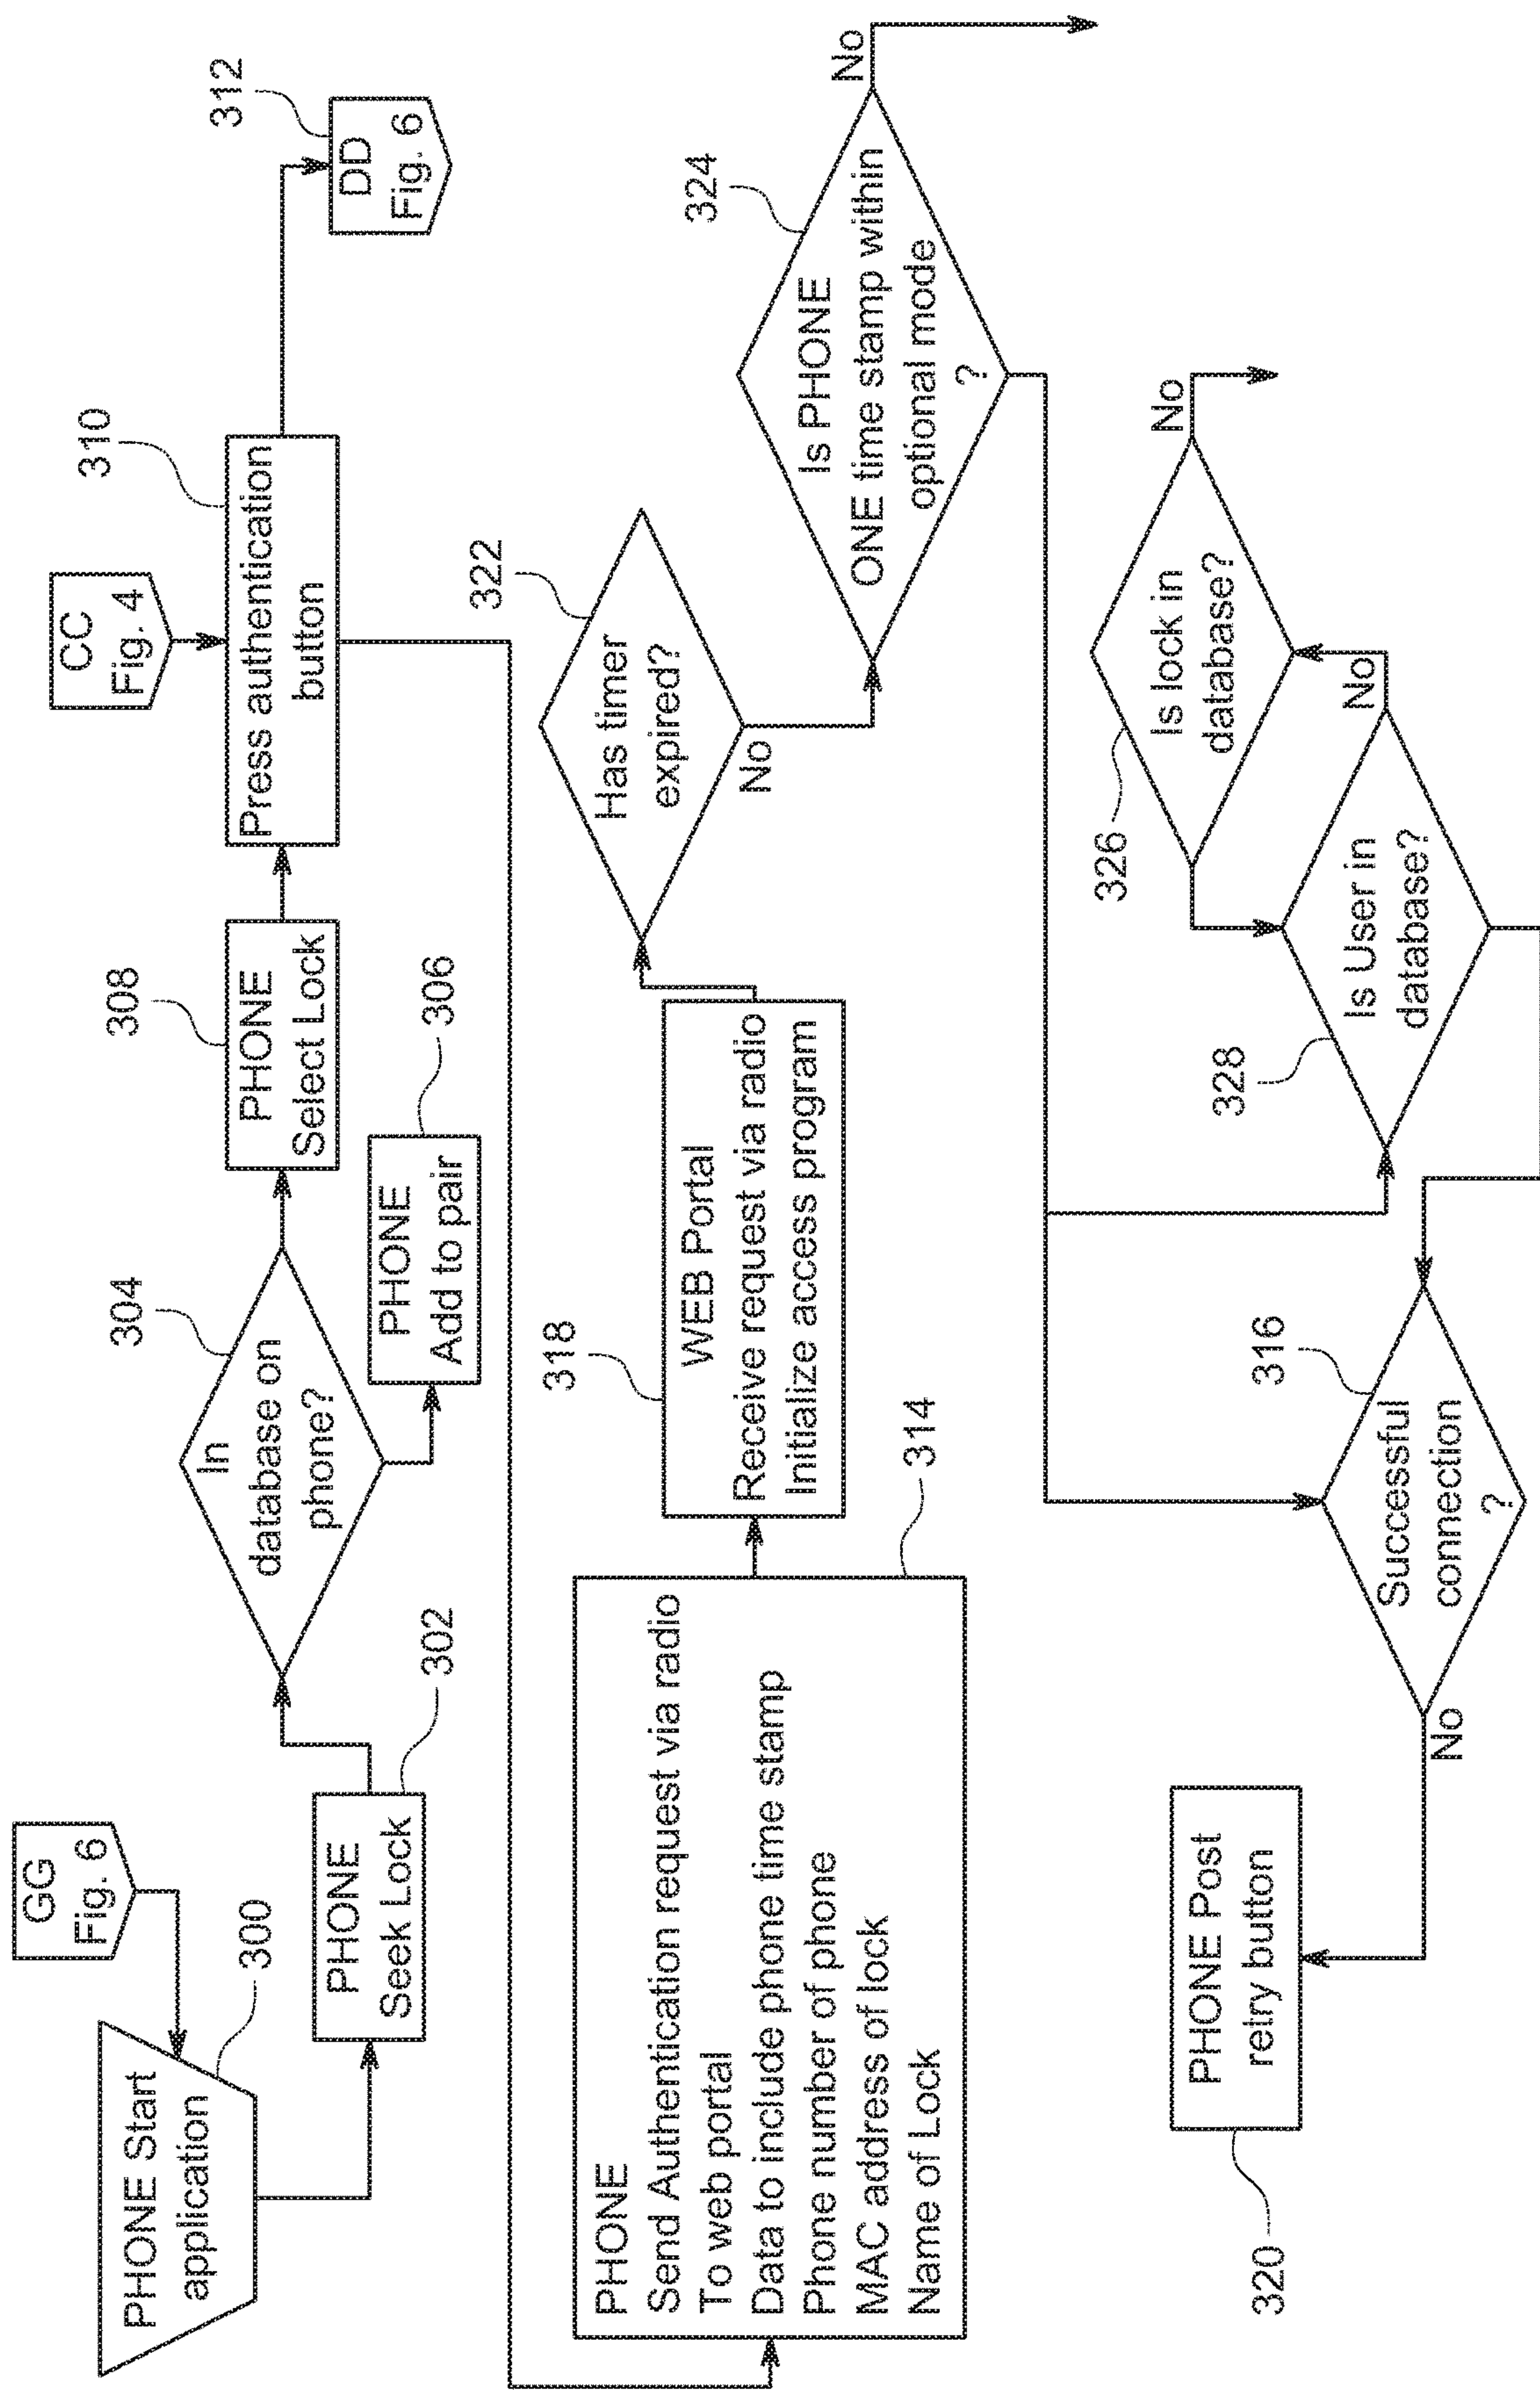 GG
Fig. 6
PHONE Start
application
300
PHONE
Seek Lock
302
In
database on
phone?
304
PHONE
Add to pair
306
PHONE
Select Lock
308
CC
Fig. 4
Press authentication
button
310
DD
Fig. 6
312
PHONE
Send Authentication request via radio
To web portal
Data to include phone time stamp
Phone number of phone
MAC address of lock
Name of Lock
314
WEB Portal
Receive request via radio
Initialize access program
318
Has timer
expired?
322
No
Is PHONE
ONE time stamp within
optional mode
?
324
No
PHONE Post
retry button
320
Successful
connection
?
316
No
Is User in
database?
328
No
Is lock in
database?
326
No